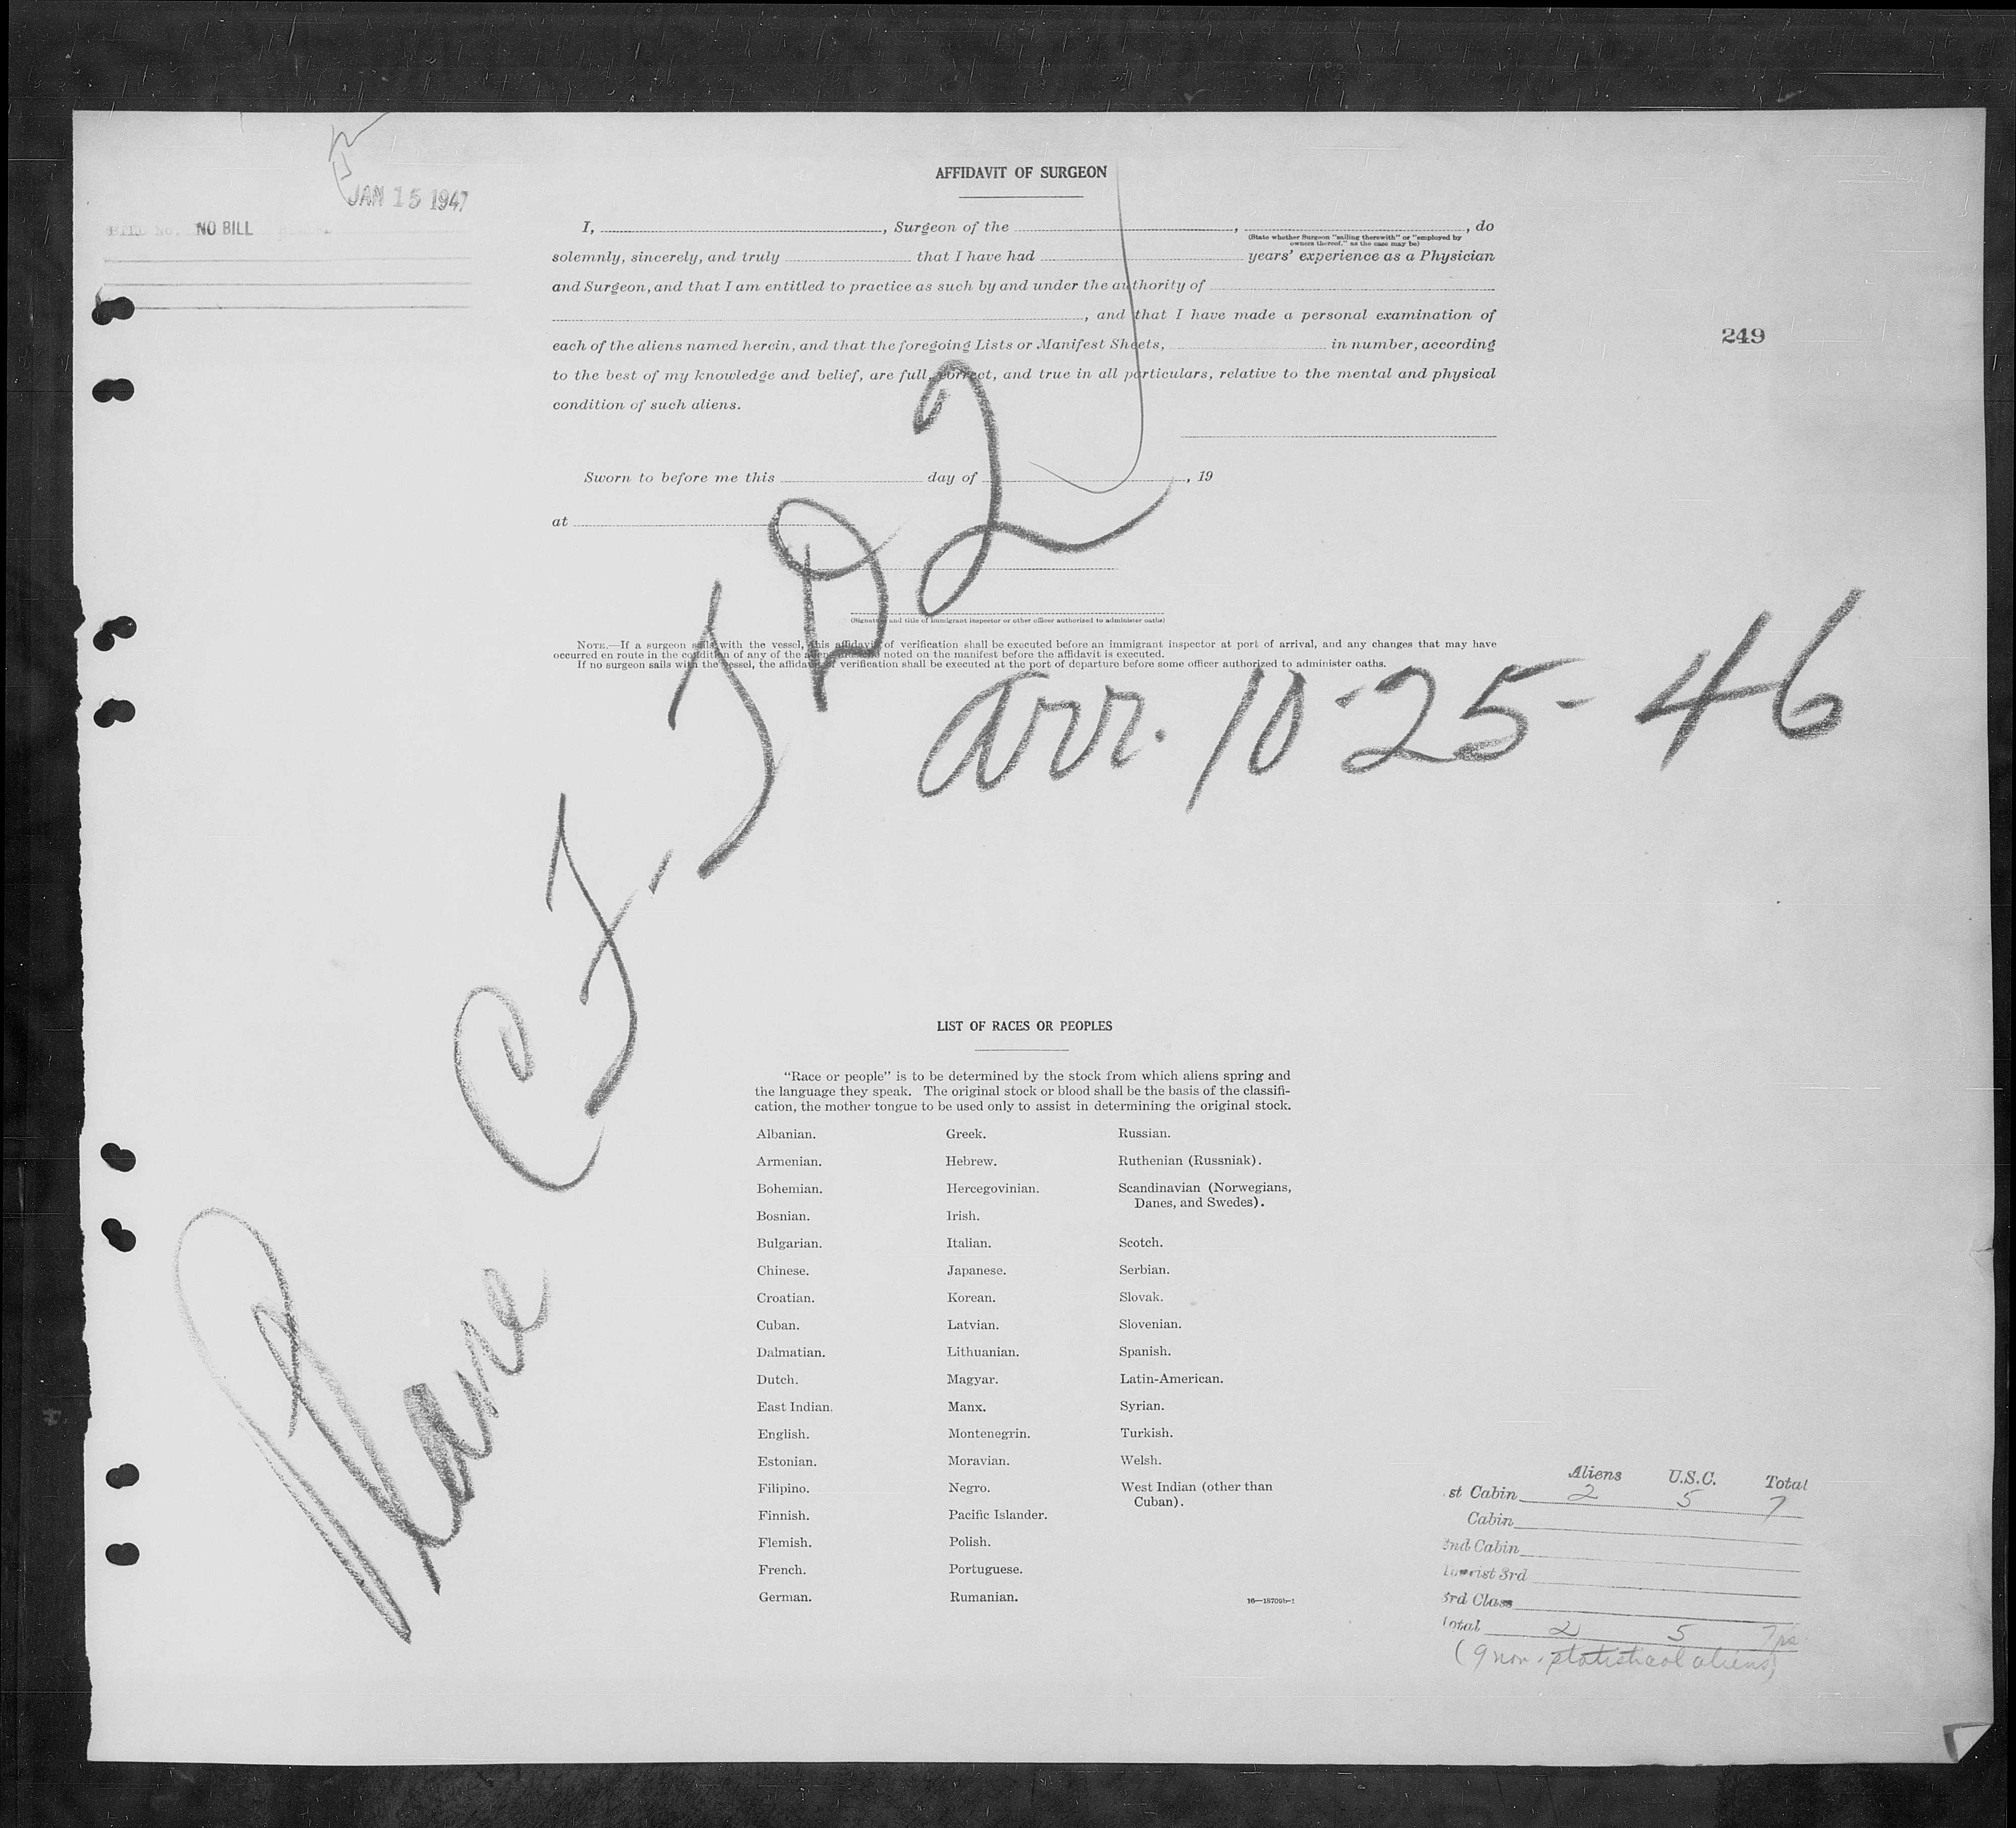 JAN 15 1947
BILL No. NO BILL
AFFIDAVIT OF SURGEON
I, , Surgeon of the , , do
(State whether Surgeon "sailing therewith" or "employed by
owners thereof," as the case may be)
solemnly, sincerely, and truly that I have had years' experience as a Physician
and Surgeon, and that I am entitled to practice as such by and under the authority of
, and that I have made a personal examination of
249
each of the aliens named herein, and that the foregoing Lists or Manifest Sheets, in number, according
to the best of my knowledge and belief, are full, correct, and true in all particulars, relative to the mental and physical
condition of such aliens.
Sworn to before me this day of , 19
at
(Signature and title of immigrant inspector or other officer authorized to administer oaths)
NOTE.—If a surgeon sails with the vessel, this affidavit of verification shall be executed before an immigrant inspector at port of arrival, and any changes that may have
occurred en route in the condition of any of the aliens shall be noted on the manifest before the affidavit is executed.
If no surgeon sails with the vessel, the affidavit of verification shall be executed at the port of departure before some officer authorized to administer oaths.
Plane CF-
arr. 10-25-46
LIST OF RACES OR PEOPLES
"Race or people" is to be determined by the stock from which aliens spring and
the language they speak. The original stock or blood shall be the basis of the classifi-
cation, the mother tongue to be used only to assist in determining the original stock.
Albanian. Greek. Russian.
Armenian. Hebrew. Ruthenian (Russniak).
Bohemian. Hercegovinian. Scandinavian (Norwegians,
Danes, and Swedes).
Bosnian. Irish.
Bulgarian. Italian. Scotch.
Chinese. Japanese. Serbian.
Croatian. Korean. Slovak.
Cuban. Latvian. Slovenian.
Dalmatian. Lithuanian. Spanish.
Dutch. Magyar. Latin-American.
East Indian. Manx. Syrian.
English. Montenegrin. Turkish.
Estonian. Moravian. Welsh.
Filipino. Negro. West Indian (other than
Cuban).
Finnish. Pacific Islander.
Flemish. Polish.
French. Portuguese.
German. Rumanian.
16—18709b-1
Aliens U.S.C. Total
st Cabin 2 5 7
Cabin
2nd Cabin
Tourist 3rd
3rd Class
Total 2 5 7
(9 non-statistical aliens)